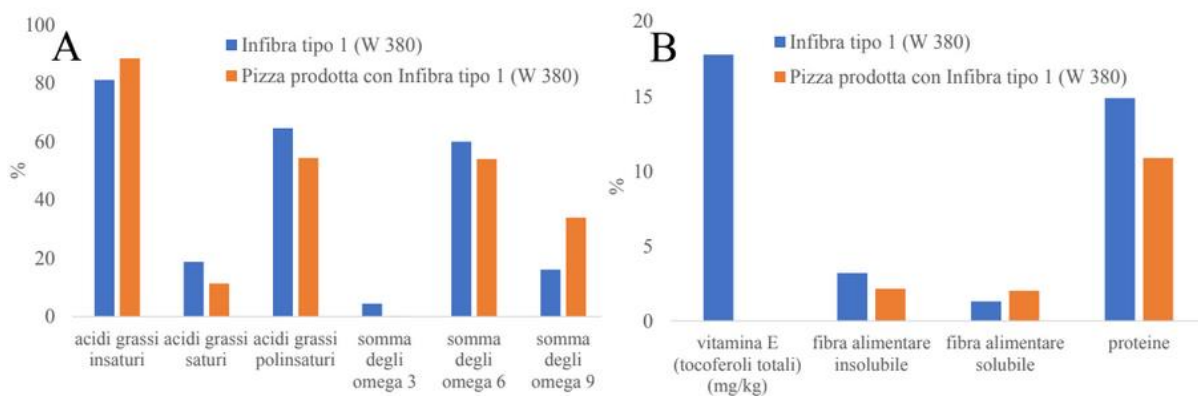 A
Infibra tipo 1 (W 380)
Pizza prodotta con Infibra tipo 1 (W 380)
%
100
80
60
40
20
0
acidi grassi
insaturi
acidi grassi
saturi
acidi grassi
polinsaturi
somma
degli
omega 3
somma
degli
omega 6
somma
degli
omega 9
B
Infibra tipo 1 (W 380)
Pizza prodotta con Infibra tipo 1 (W 380)
%
20
15
10
5
0
vitamina E
(tocoferoli totali)
(mg/kg)
fibra alimentare
insolubile
fibra alimentare
solubile
proteine